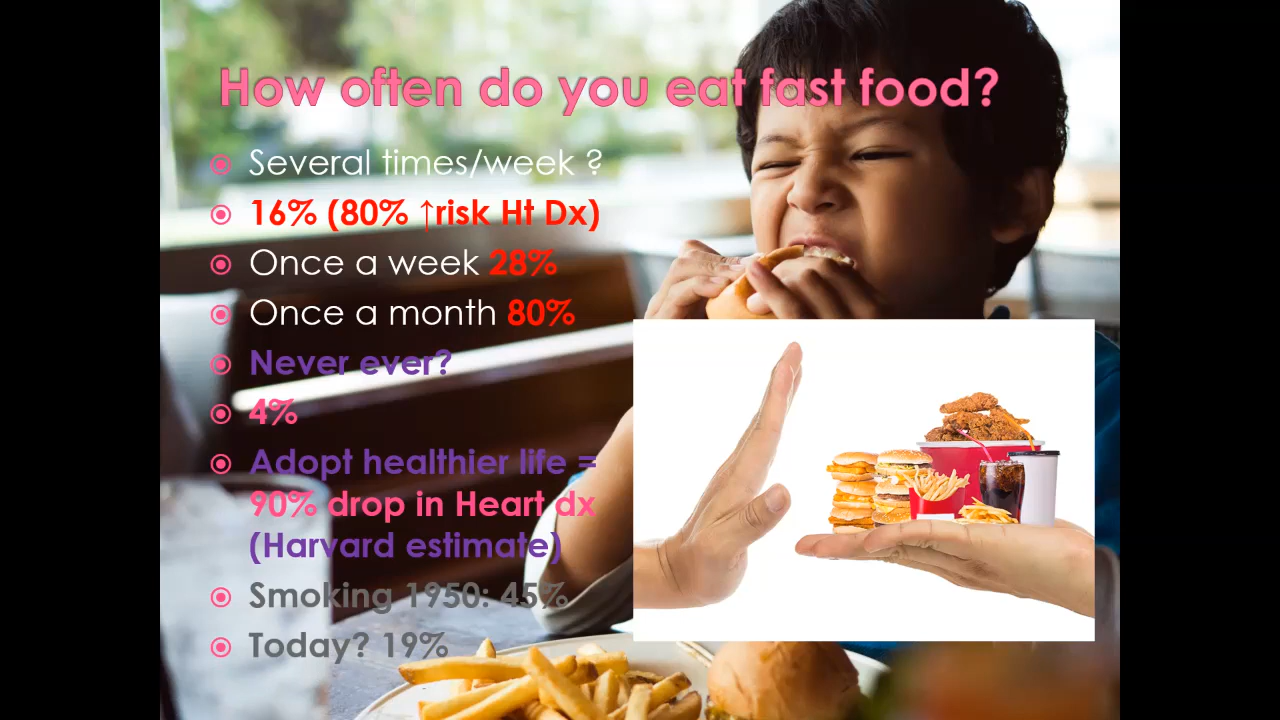 How often do you eat fast food?
Several times/week ?
16% (80% ↑risk Ht Dx)
Once a week 28%
Once a month 80%
Never ever?
4%
Adopt healthier life =
90% drop in Heart dx
(Harvard estimate)
Smoking 1950: 45%
Today? 19%